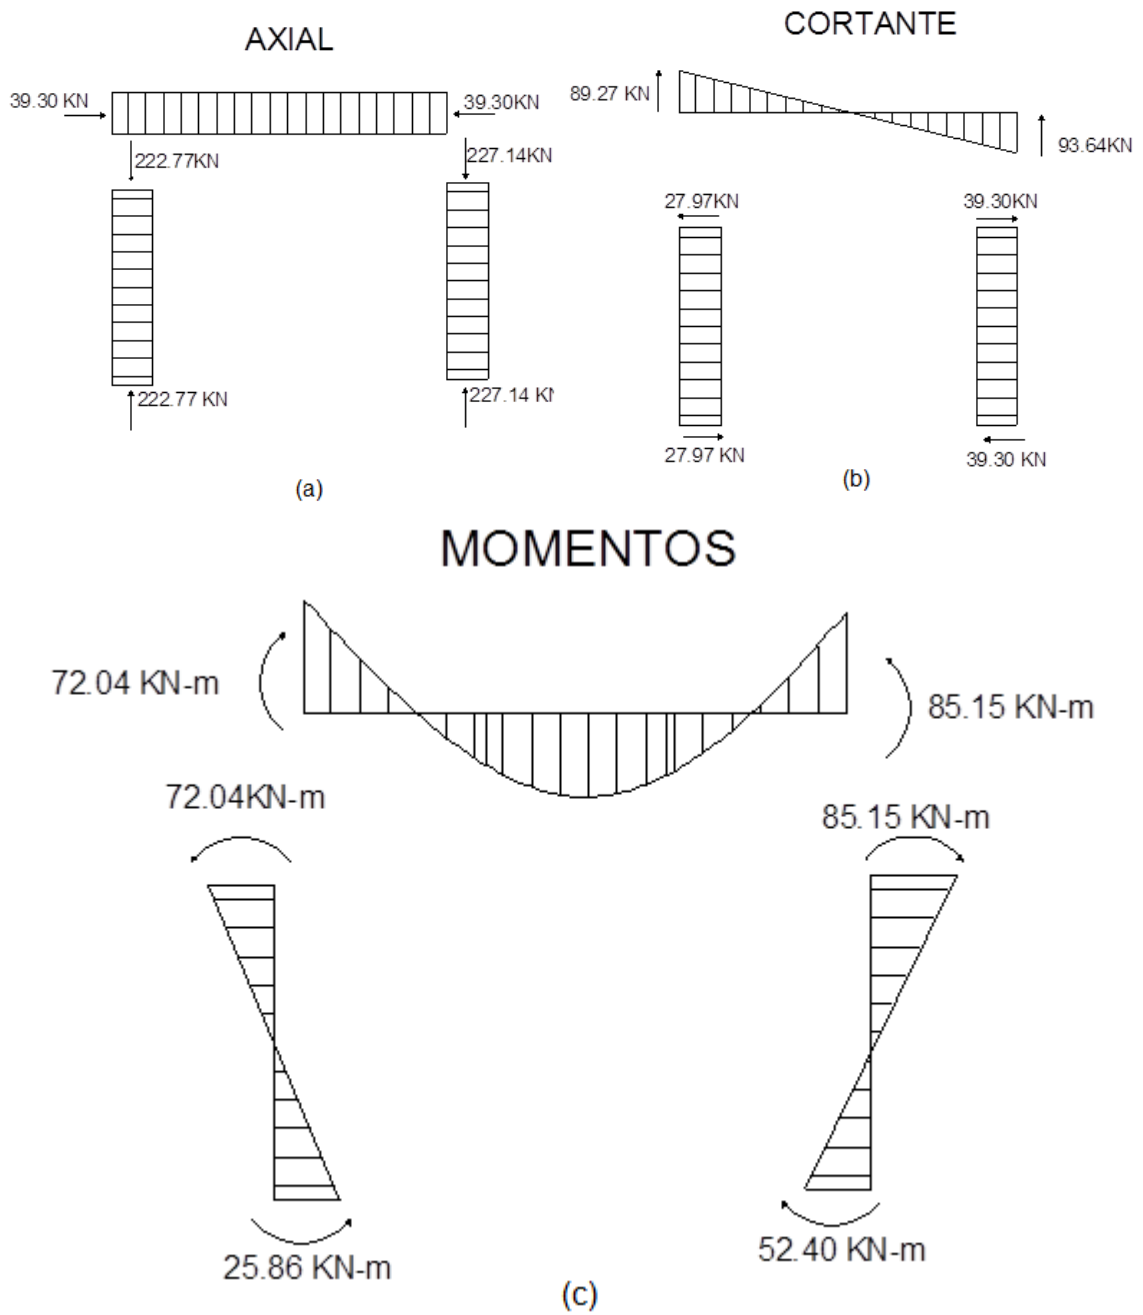 AXIAL
39.30 KN
39.30KN
222.77KN
227.14KN
222.77 KN
227.14 KN
(a)
CORTANTE
89.27 KN
93.64KN
27.97KN
39.30KN
27.97 KN
39.30 KN
(b)
MOMENTOS
72.04 KN-m
85.15 KN-m
72.04KN-m
85.15 KN-m
25.86 KN-m
52.40 KN-m
(c)